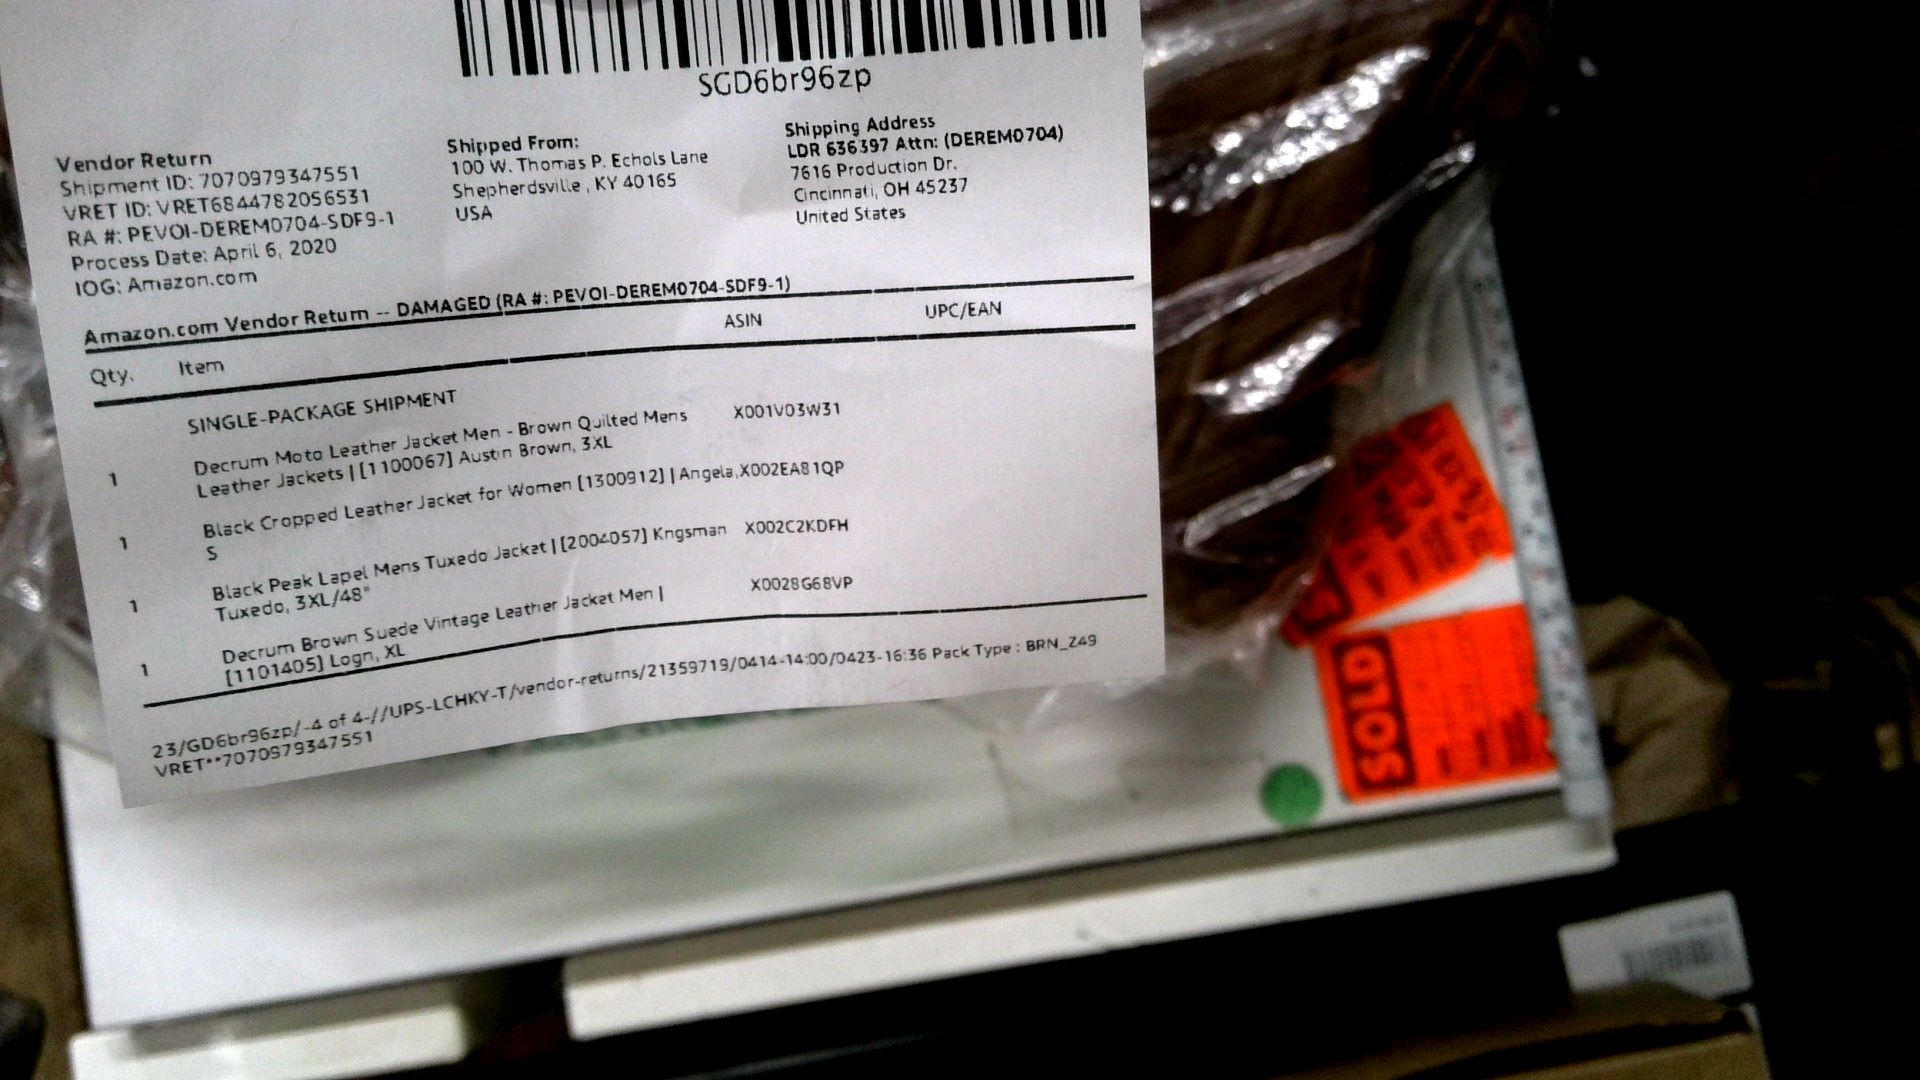 SGD6br96zp
Vendor Return
Shipment ID: 7070979347551
VRET ID: VRET6844782056531
RA #: PEVOI-DEREM0704-SDF9-1
Process Date: April 6, 2020
IOG: Amazon.com
Shipped From:
100 W. Thomas P. Echols Lane
Shepherdsville , KY 40165
USA
Shipping Address
LDR 636397 Attn: (DEREM0704)
7616 Production Dr.
Cincinnati, OH 45237
United States
Amazon.com Vendor Return -- DAMAGED (RA #: PEVOI-DEREM0704-SDF9-1)
Qty. Item ASIN UPC/EAN
SINGLE-PACKAGE SHIPMENT
1 Decrum Moto Leather Jacket Men - Brown Quilted Mens X001V03W31
Leather Jackets | [1100067] Austin Brown, 3XL
1 Black Cropped Leather Jacket for Women [1300912] | Angela, X002EA81QP
S
1 Black Peak Lapel Mens Tuxedo Jacket | [2004057] Kngsman X002C2KDFH
Tuxedo, 3XL/48"
1 Decrum Brown Suede Vintage Leather Jacket Men | X0028G68VP
[1101405] Logn, XL
23/GD6br96zp/-4 of 4-//UPS-LCHKY-T/vendor-returns/21359719/0414-14:00/0423-16:36 Pack Type : BRN_Z49
VRET**7070979347551
SOLD